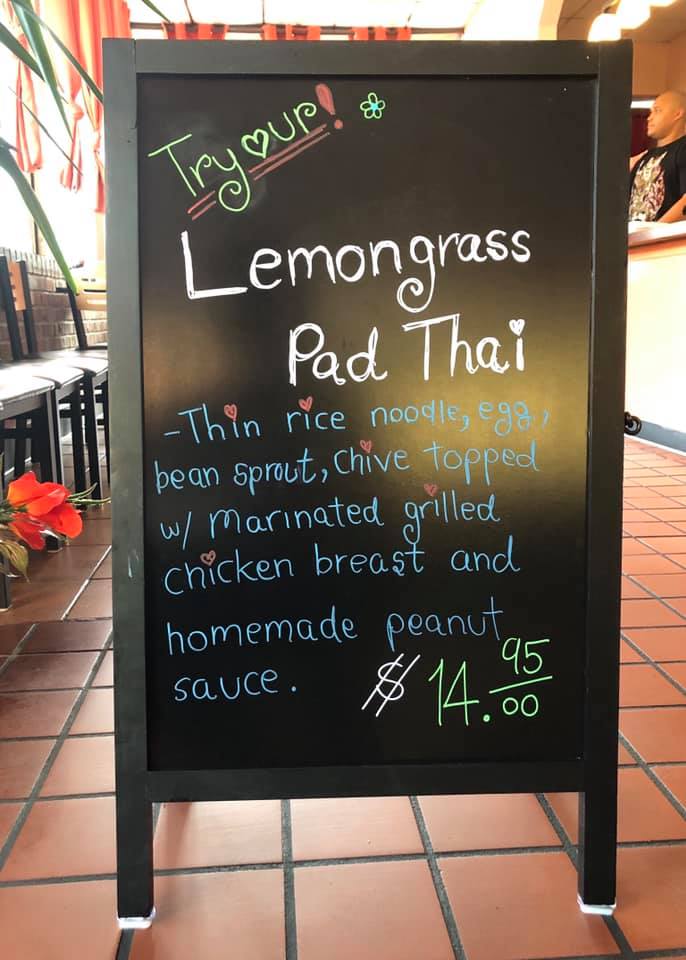 Try our!
Lemongrass
Pad Thai
-Thin rice noodle, egg,
bean sprout, chive topped
w/ marinated grilled
chicken breast and
homemade peanut
sauce. $14.95/00